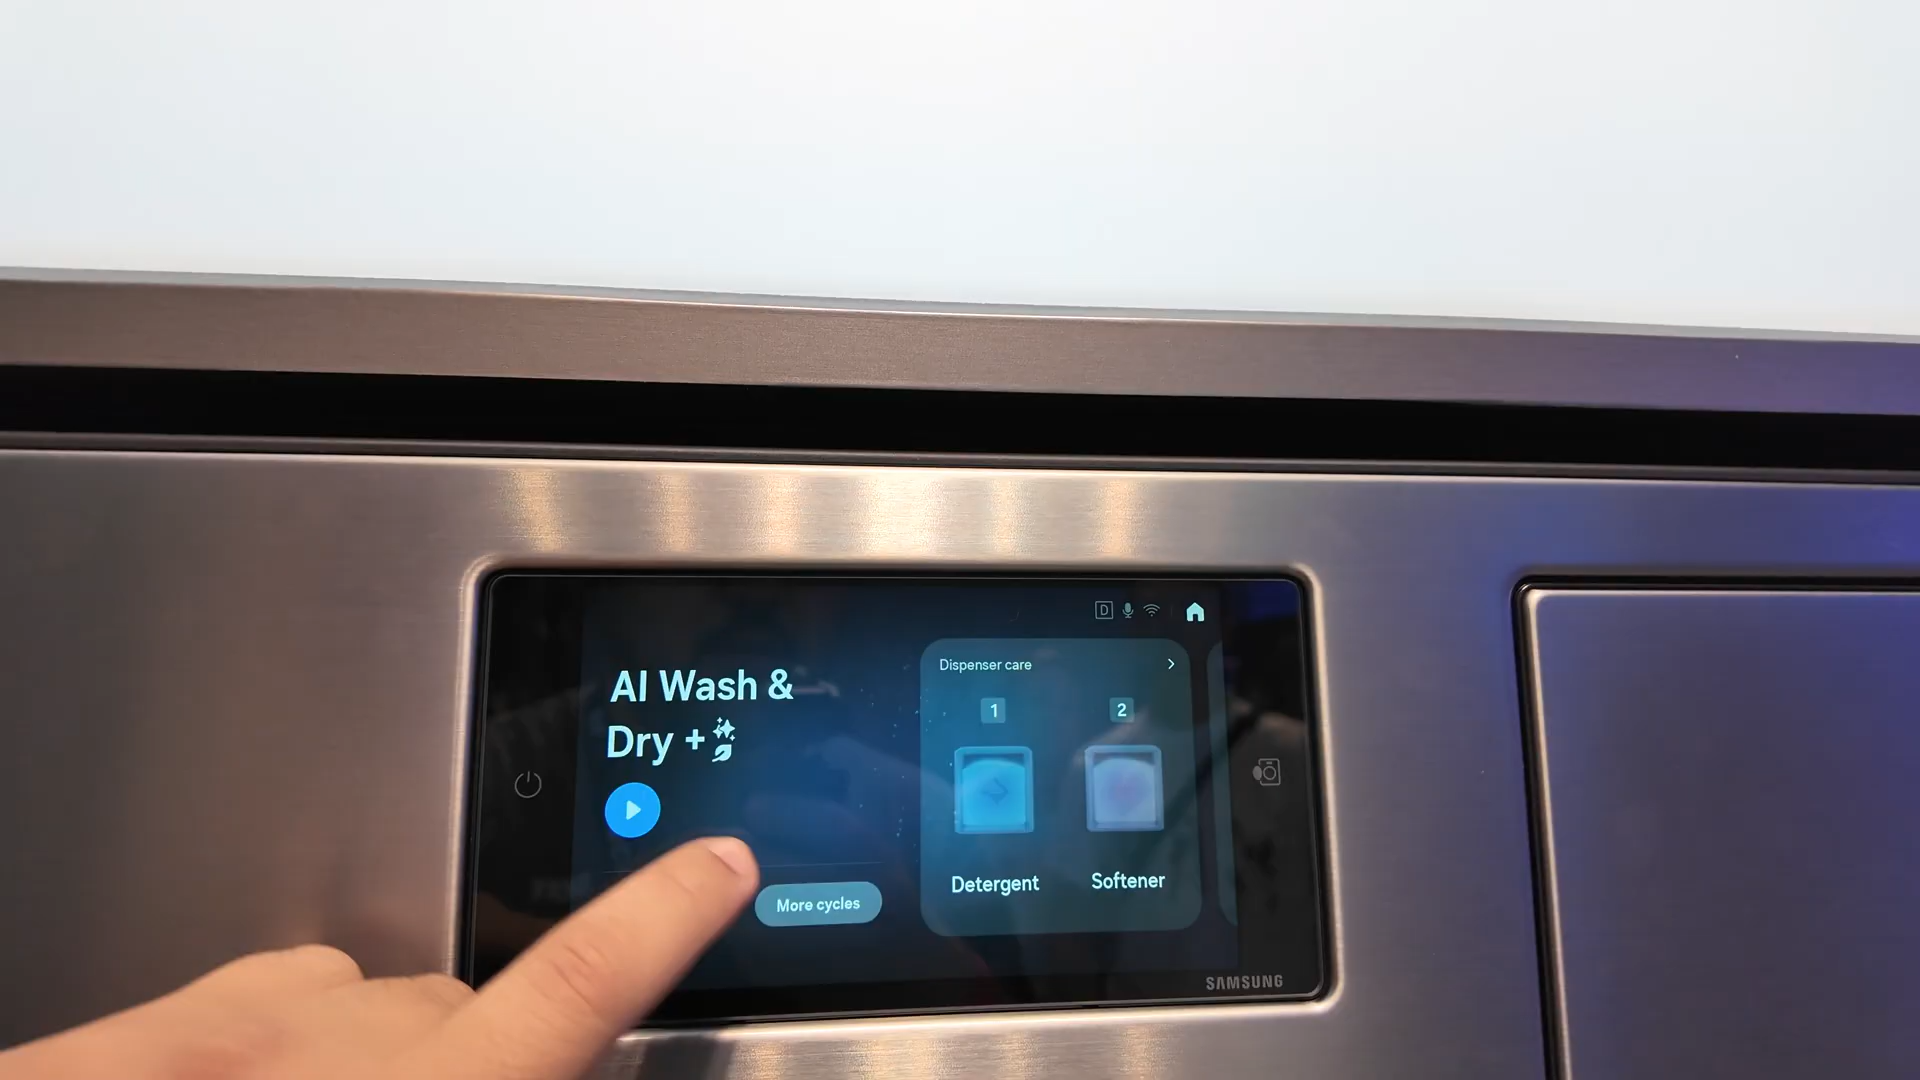 D
AI Wash &
Dry +
More cycles
Dispenser care
1
2
Detergent
Softener
SAMSUNG